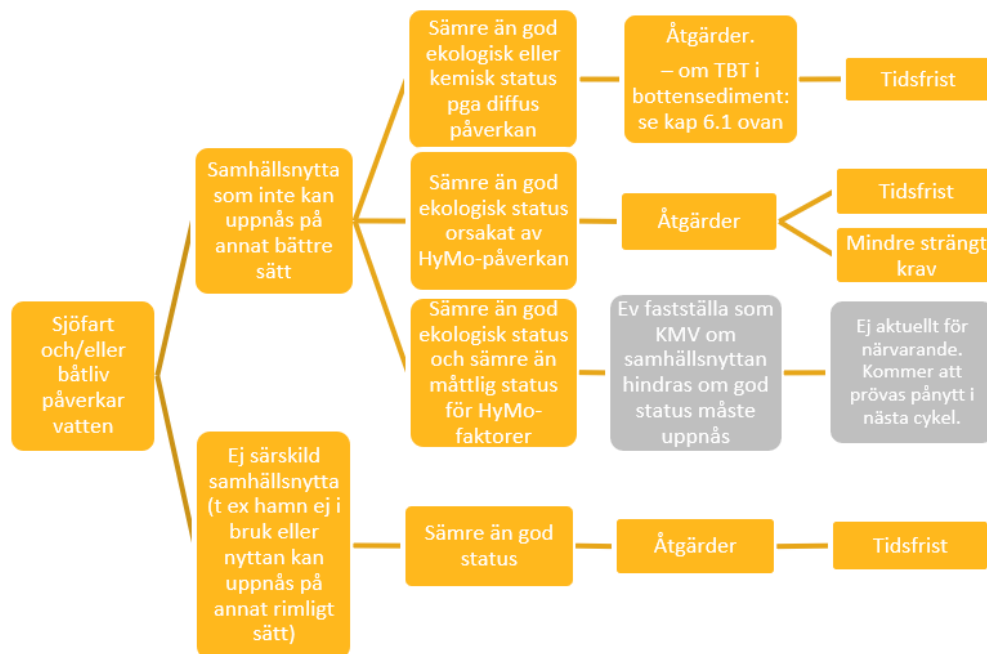 Sjöfart
och/eller
båtliv
påverkar
vatten
Samhällsnytta
som inte kan
uppnås på
annat bättre
sätt
Sämre än god
ekologisk eller
kemisk status
pga diffus
påverkan
Åtgärder.
– om TBT i
bottensediment:
se kap 6.1 ovan
Tidsfrist
Sämre än god
ekologisk status
orsakat av
HyMo-påverkan
Åtgärder
Tidsfrist
Mindre strängt
krav
Sämre än god
ekologisk status
och sämre än
måttlig status
för HyMo-
faktorer
Ev fastställa som
KMV om
samhällsnyttan
hindras om god
status måste
uppnås
Ej aktuellt för
närvarande.
Kommer att
prövas pånytt i
nästa cykel.
Ej särskild
samhällsnytta
(t ex hamn ej i
bruk eller
nyttan kan
uppnås på
annat rimligt
sätt)
Sämre än god
status
Åtgärder
Tidsfrist